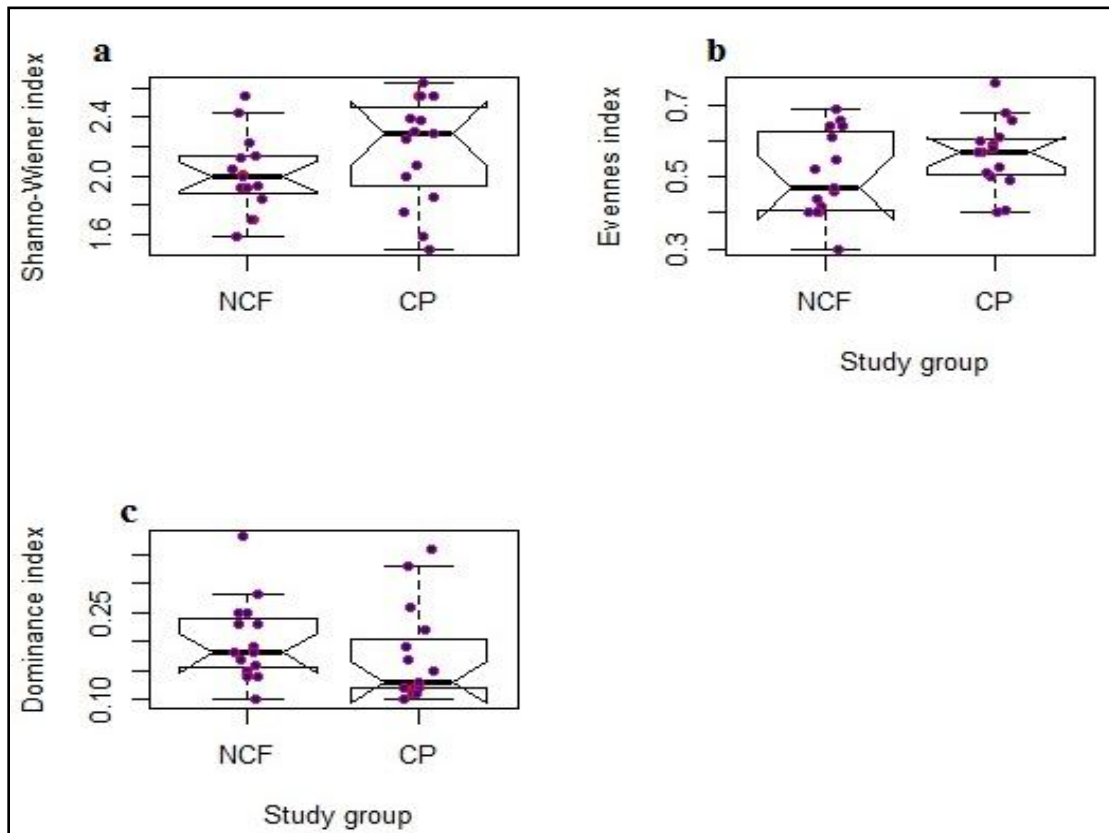 a
Shanno-Wiener index
2.4
2.0
1.6
NCF CP
b
Evennes index
0.7
0.5
0.3
NCF CP
Study group
c
Dominance index
0.25
0.10
NCF CP
Study group